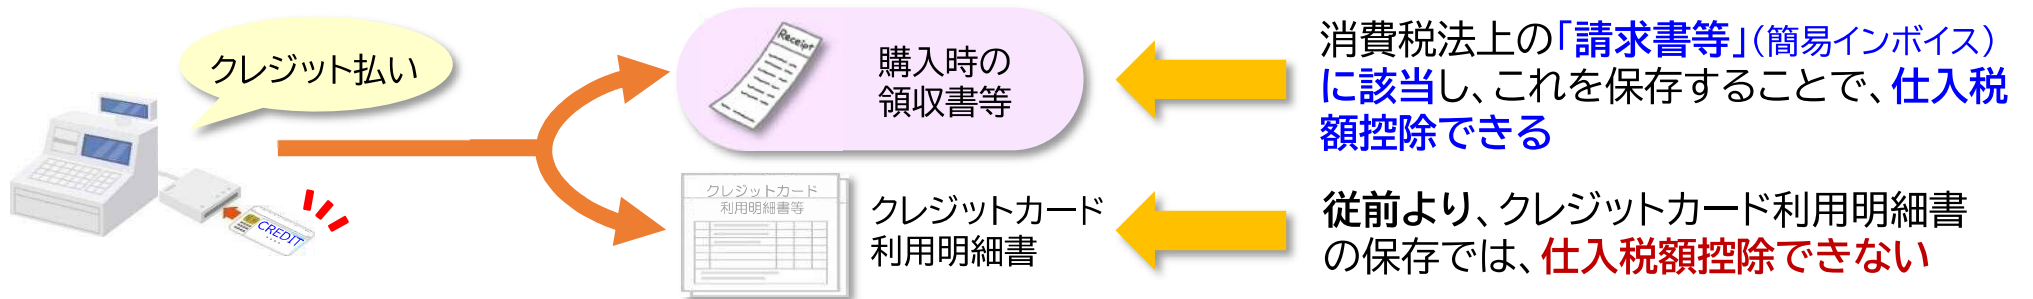 クレジット払い
CREDIT
Receipt
購入時の
領収書等
消費税法上の「請求書等」（簡易インボイス）
に該当し、これを保存することで、仕入税
額控除できる
クレジットカード
利用明細書等
クレジットカード
利用明細書
従前より、クレジットカード利用明細書
の保存では、仕入税額控除できない